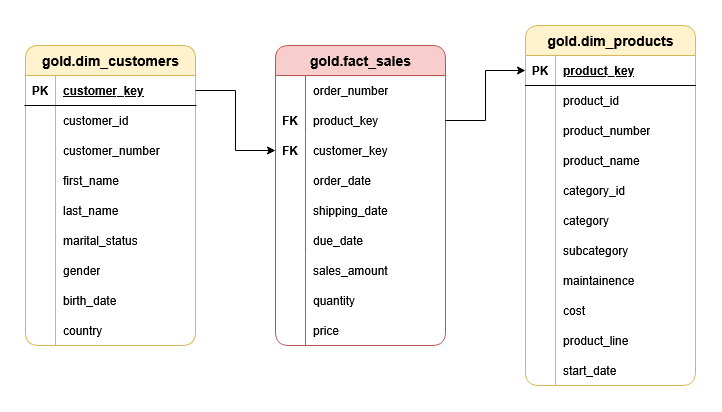 gold.dim_customers
PK customer_key
customer_id
customer_number
first_name
last_name
marital_status
gender
birth_date
country
gold.fact_sales
order_number
FK product_key
FK customer_key
order_date
shipping_date
due_date
sales_amount
quantity
price
gold.dim_products
PK product_key
product_id
product_number
product_name
category_id
category
subcategory
maintainence
cost
product_line
start_date